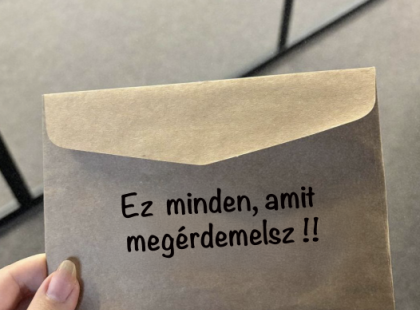 Ez minden, amit
megérdemelsz !!